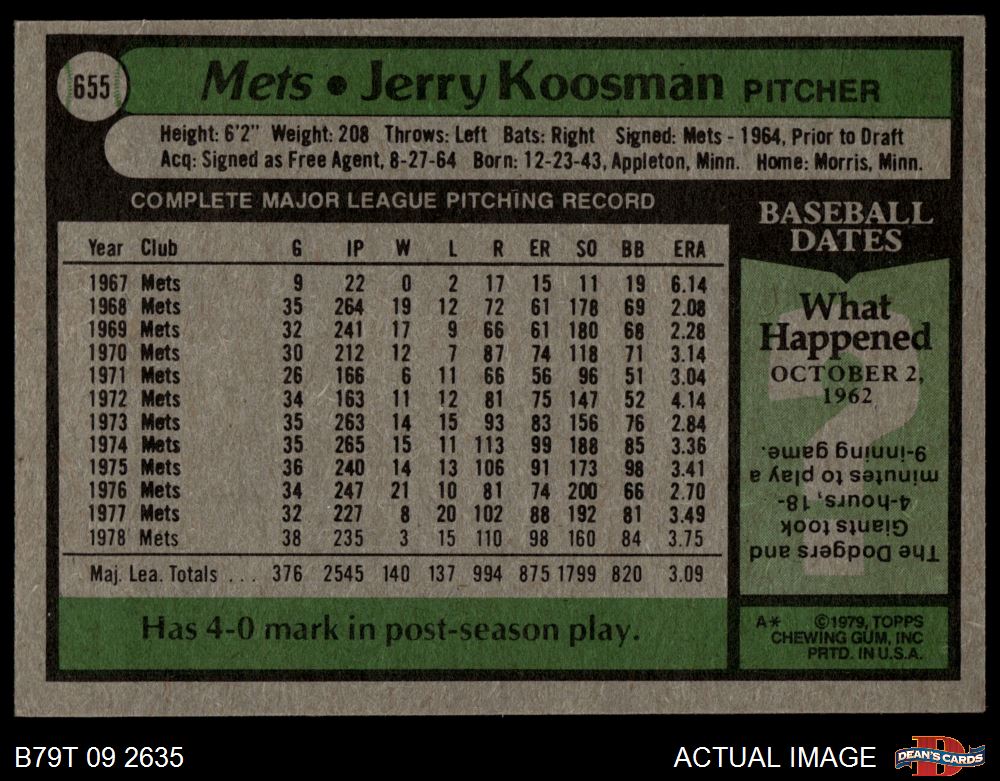 655
Mets • Jerry Koosman PITCHER
Height: 6'2" Weight: 208 Throws: Left Bats: Right Signed: Mets - 1964, Prior to Draft
Acq: Signed as Free Agent, 8-27-64 Born: 12-23-43, Appleton, Minn. Home: Morris, Minn.
COMPLETE MAJOR LEAGUE PITCHING RECORD
Year Club G IP W L R ER SO BB ERA
1967 Mets 9 22 0 2 17 15 11 19 6.14
1968 Mets 35 264 19 12 72 61 178 69 2.08
1969 Mets 32 241 17 9 66 61 180 68 2.28
1970 Mets 30 212 12 7 87 74 118 71 3.14
1971 Mets 26 166 6 11 66 56 96 51 3.04
1972 Mets 34 163 11 12 81 75 147 52 4.14
1973 Mets 35 263 14 15 93 83 156 76 2.84
1974 Mets 35 265 15 11 113 99 188 85 3.36
1975 Mets 36 240 14 13 106 91 173 98 3.41
1976 Mets 34 247 21 10 81 74 200 66 2.70
1977 Mets 32 227 8 20 102 88 192 81 3.49
1978 Mets 38 235 3 15 110 98 160 84 3.75
Maj. Lea. Totals . . . 376 2545 140 137 994 875 1799 820 3.09
Has 4-0 mark in post-season play.
BASEBALL
DATES
What
Happened
OCTOBER 2,
1962
?
The Dodgers and
Giants took
4-hours, 18-
minutes to play a
9-inning game.
A* ©1979, TOPPS
CHEWING GUM, INC
PRTD. IN U.S.A.
B79T 09 2635
ACTUAL IMAGE
D
DEAN'S CARDS